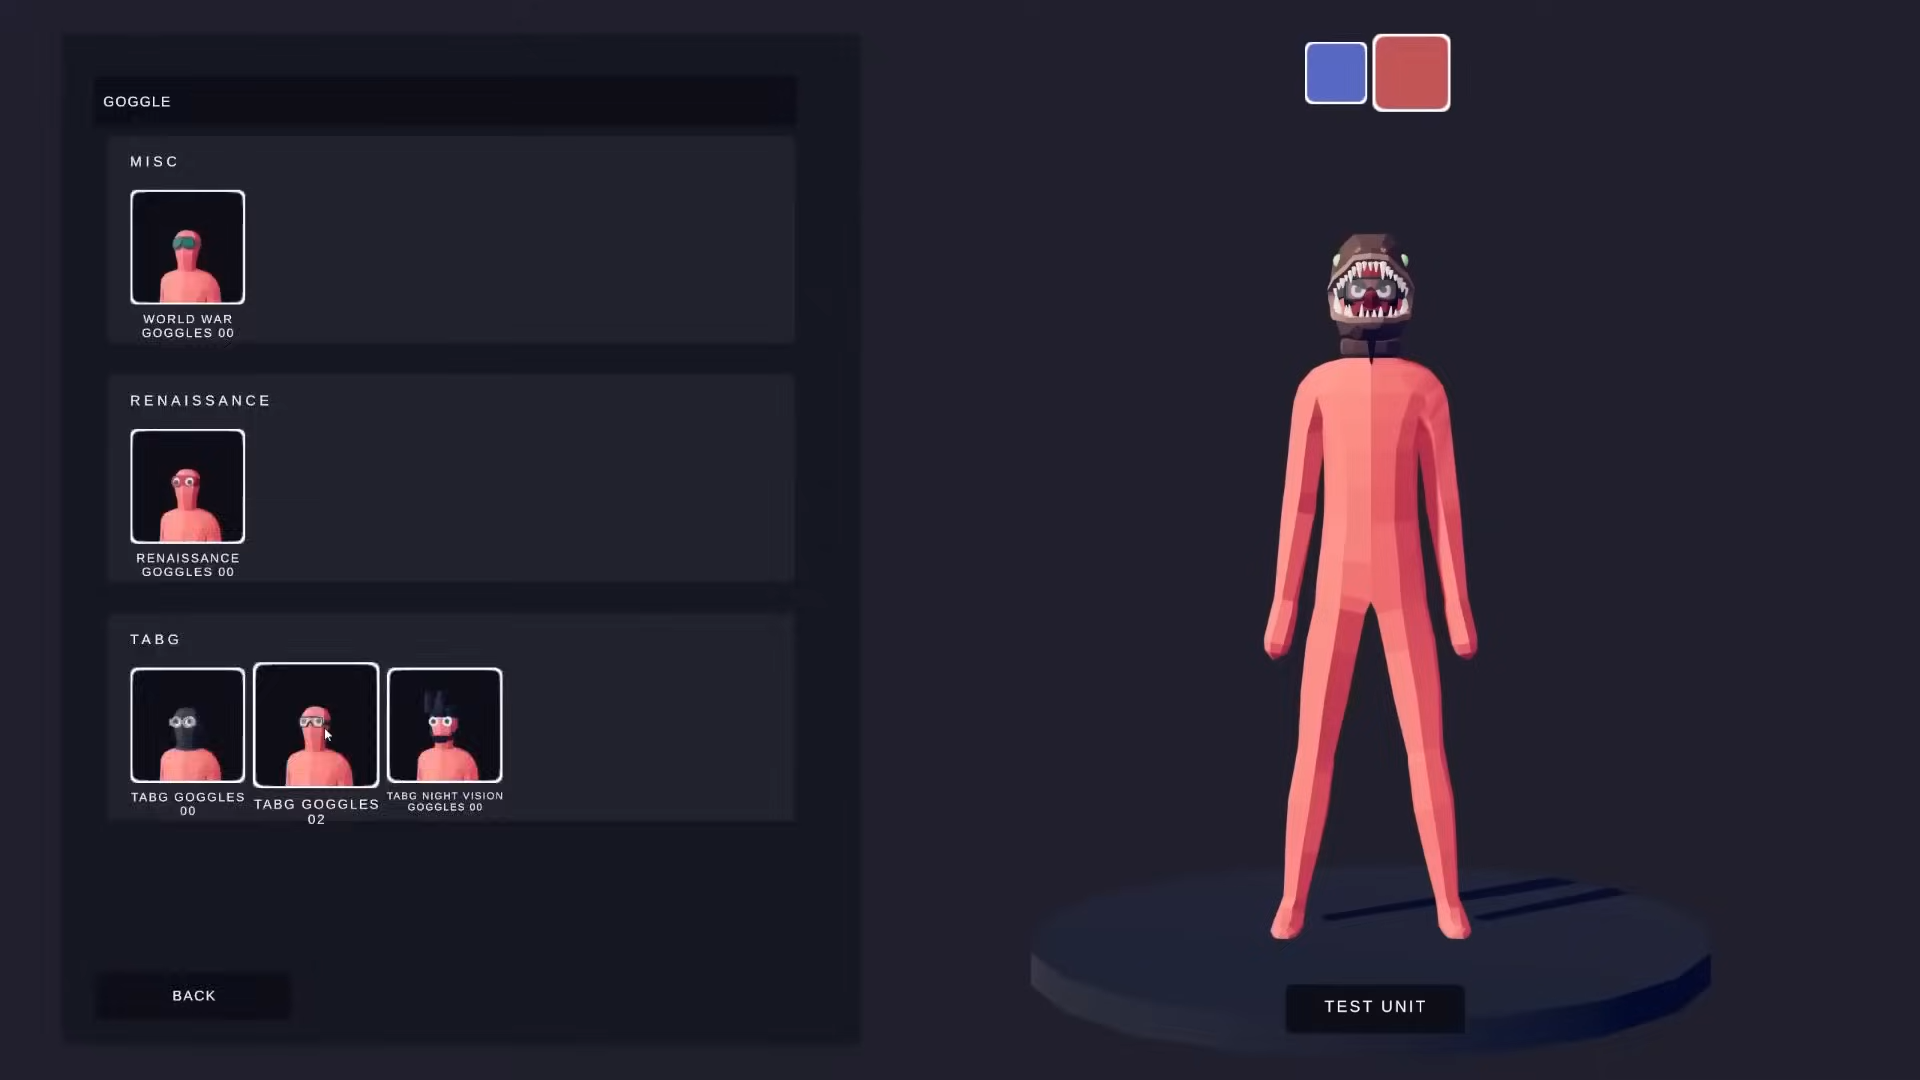 GOGGLE
MISC
WORLD WAR
GOGGLES 00
RENAISSANCE
RENAISSANCE
GOGGLES 00
TABG
TABG GOGGLES
00
TABG GOGGLES
02
TABG NIGHT VISION
GOGGLES 00
BACK
TEST UNIT